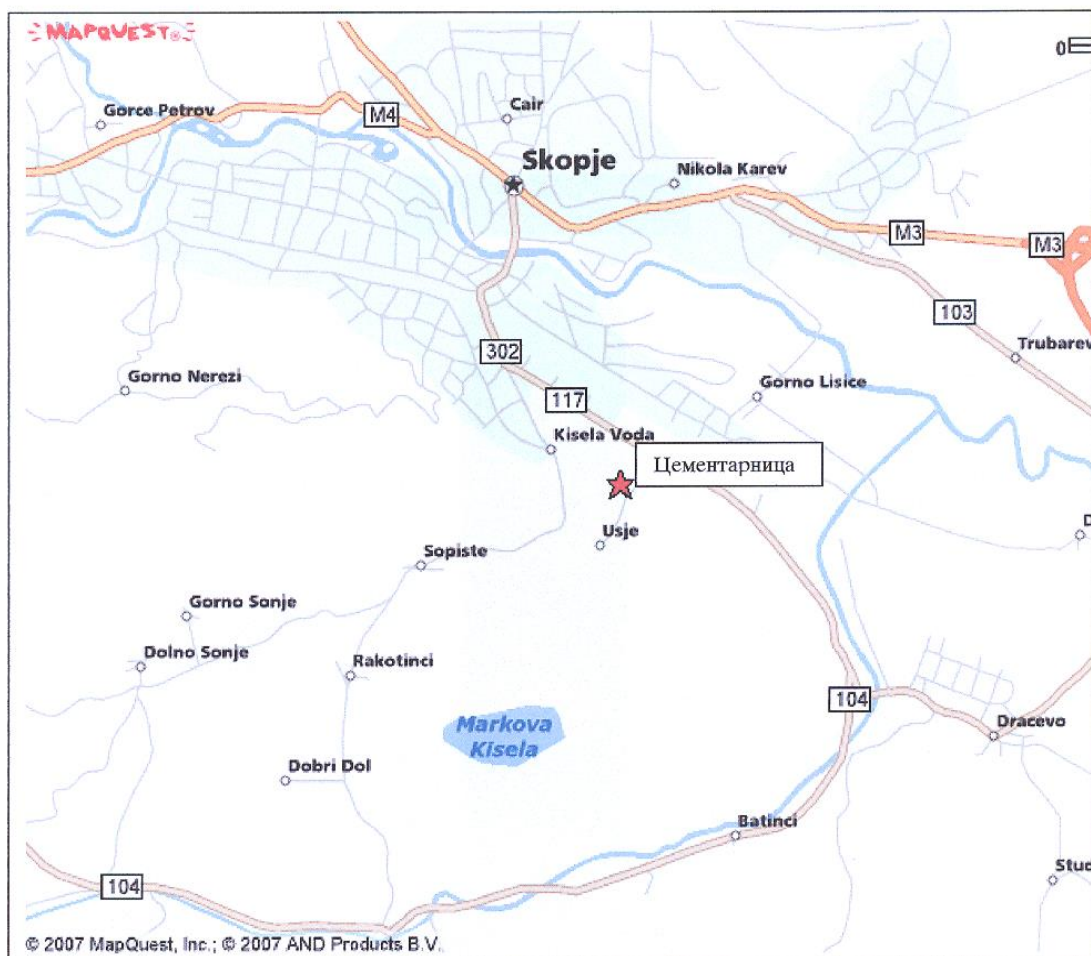 MAPQUEST
0
Gorce Petrov
M4
Cair
Skopje
Nikola Karev
M3
M3
103
Trubarev
302
Gorno Nerezi
117
Gorno Lisice
Kisela Voda
Цементарница
Usje
D
Sopiste
Gorno Sonje
Dolno Sonje
Rakotinci
104
Markova
Kisela
Dracevo
Dobri Dol
Batinci
104
Stud
© 2007 MapQuest, Inc.; © 2007 AND Products B.V.